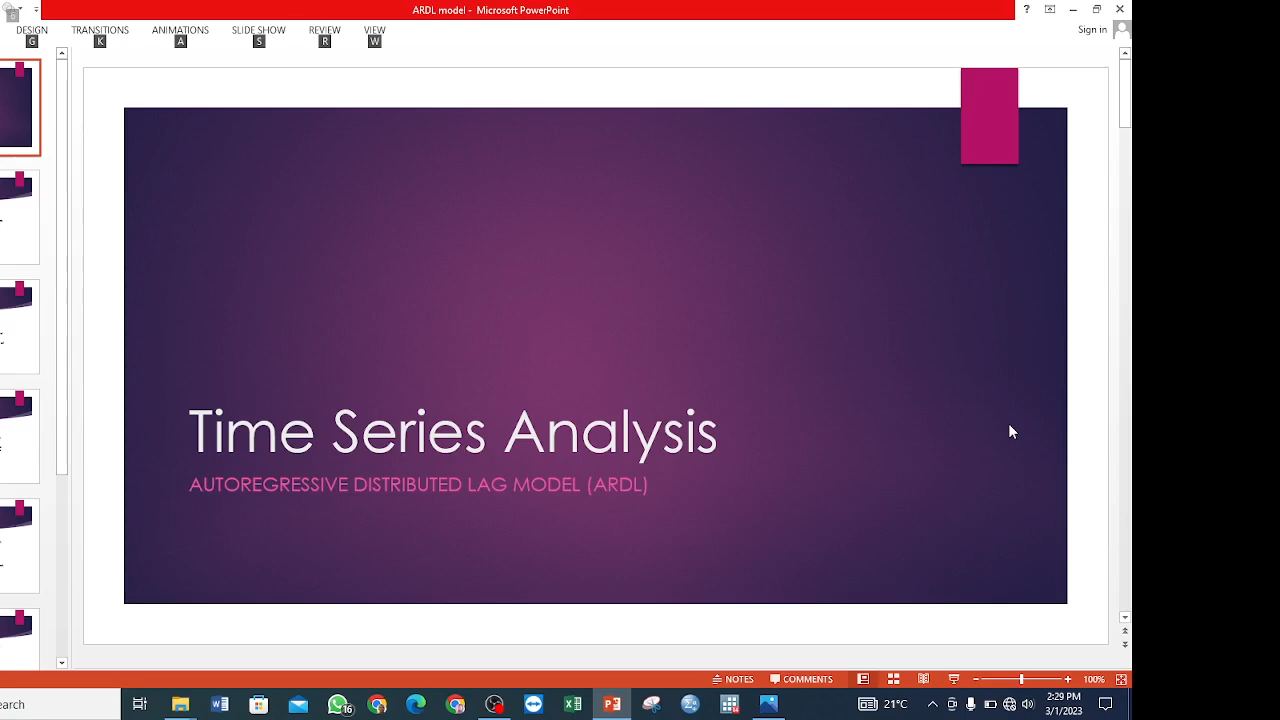 ARDL model - Microsoft PowerPoint
?
DESIGN TRANSITIONS ANIMATIONS SLIDE SHOW REVIEW VIEW
G K A S R W
Sign in
Time Series Analysis
AUTOREGRESSIVE DISTRIBUTED LAG MODEL (ARDL)
NOTES COMMENTS 100%
earch
16
21°C
2:29 PM
3/1/2023